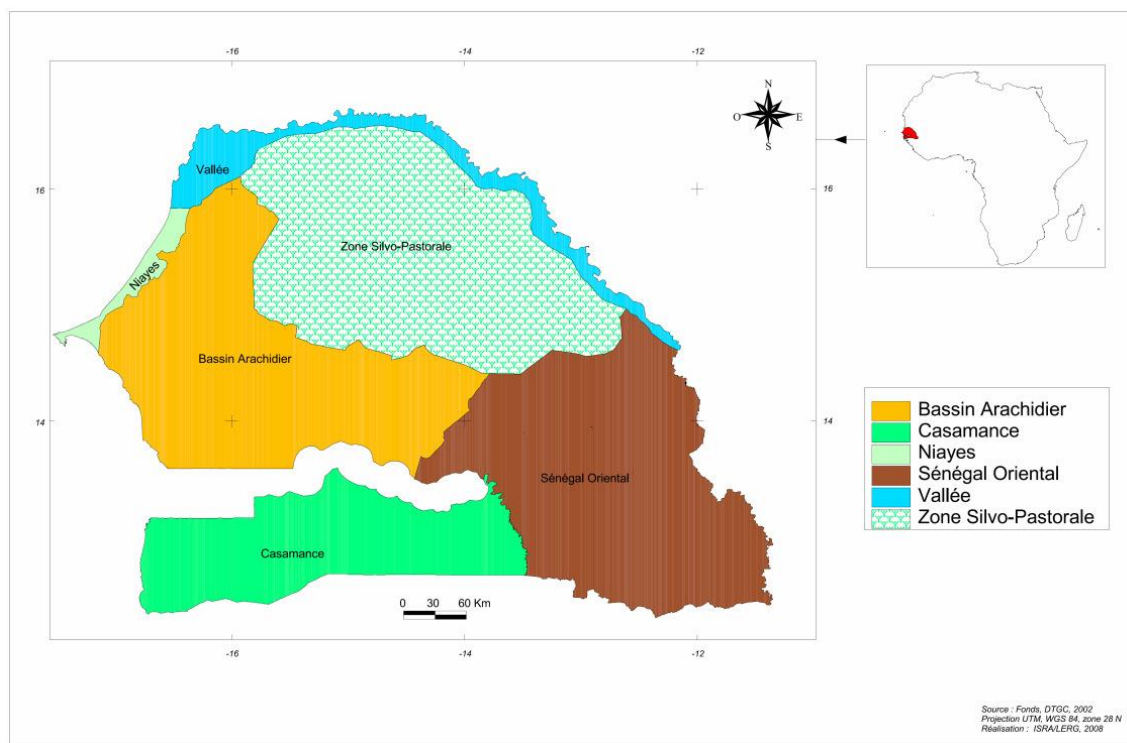 -16
-14
-12
N
O
E
S
16
16
16
Vallée
Niayes
Zone Silvo-Pastorale
Bassin Arachidier
14
14
Sénégal Oriental
Casamance
0 30 60 Km
-16
-14
-12
Bassin Arachidier
Casamance
Niayes
Sénégal Oriental
Vallée
Zone Silvo-Pastorale
Source : Fonds, DTGC, 2002
Projection UTM, WGS 84, zone 28 N
Réalisation : ISRA/LERG, 2008